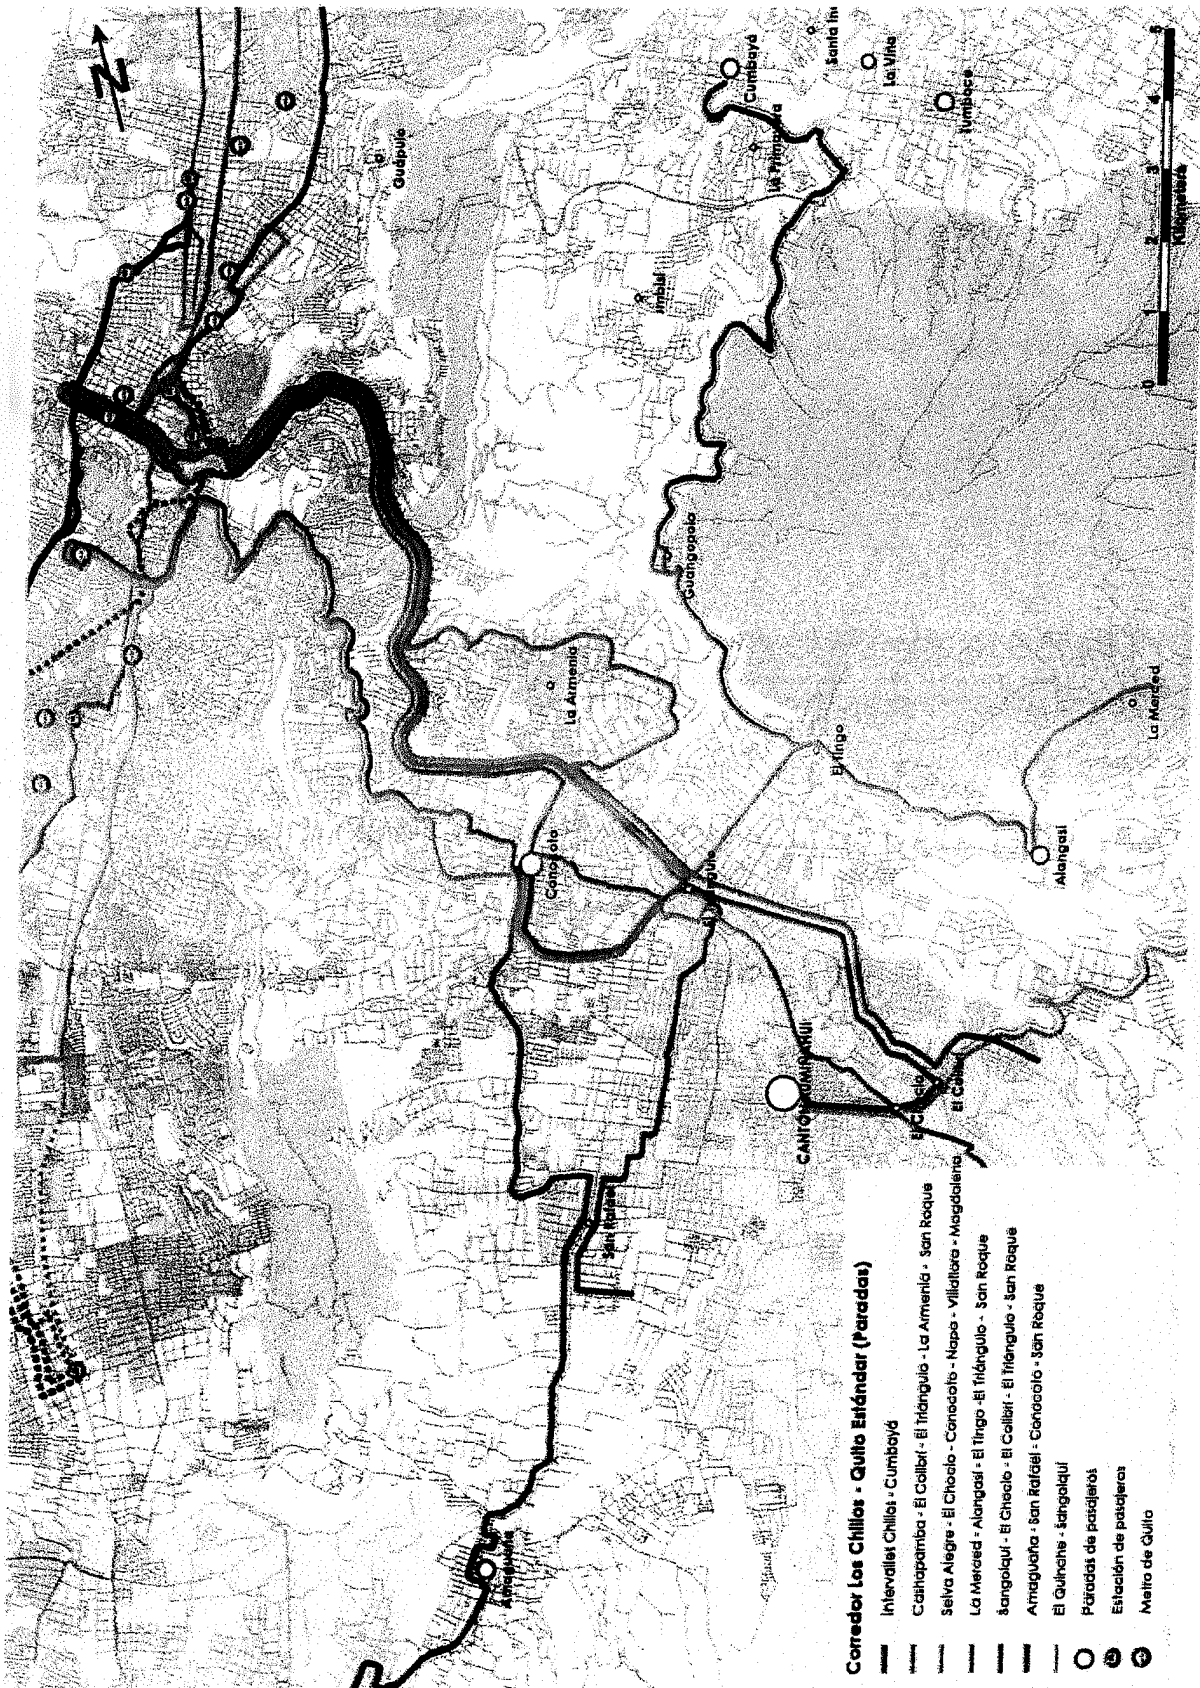 N
Guápulo
Cumbayá
La Primavera
La Viña
Tumbaco
Guangopolo
La Armenia
El Tingo
La Merced
Alangasí
Conocoto
El Choclo
El Colibrí
San Rafael
0 1 2 3 4 5
Kilometers
Corredor Los Chillos - Quito Estándar (Paradas)
Intervalles Chillos - Cumbayá
Cashapamba - El Colibrí - El Triángulo - La Armenia - San Roque
Selva Alegre - El Choclo - Conocoto - Napo - Villaflora - Magdalena
La Merced - Alangasí - El Tingo - El Triángulo - San Roque
Sangolquí - El Choclo - El Colibrí - El Triángulo - San Roque
Amaguaña - San Rafael - Conocoto - San Roque
El Quinche - Sangolquí
Paradas de pasajeros
Estación de pasajeros
Metro de Quito